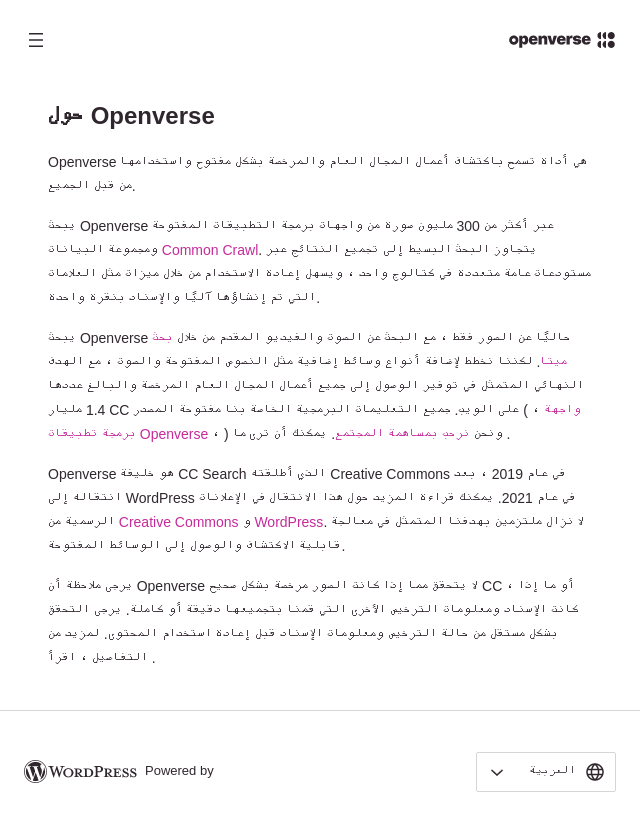 openverse
حول Openverse
Openverse هي أداة تسمح باكتشاف أعمال المجال العام والمرخصة بشكل مفتوح واستخدامها
من قبل الجميع.
يبحث Openverse عبر أكثر من 300 مليون صورة من واجهات برمجة التطبيقات المفتوحة
ومجموعة البيانات Common Crawl. يتجاوز البحث البسيط إلى تجميع النتائج عبر
مستودعات عامة متعددة في كتالوج واحد ، ويسهل إعادة الاستخدام من خلال ميزات مثل العلامات
التي تم إنشاؤها آليًا والإسناد بنقرة واحدة.
يبحث Openverse حاليًا عن الصور فقط ، مع البحث عن الصوت والفيديو المقدم من خلال بحث
ميتا. لكننا نخطط لإضافة أنواع وسائط إضافية مثل النصوص المفتوحة والصوت ، مع الهدف
النهائي المتمثل في توفير الوصول إلى جميع أعمال المجال العام المرخصة والبالغ عددها
1.4 مليار CC على الويب. جميع التعليمات البرمجية الخاصة بنا مفتوحة المصدر ( ، واجهة
برمجة تطبيقات Openverse ، ) ونحن نرحب بمساهمة المجتمع. يمكنك أن ترى ما .
Openverse هو خليفة CC Search الذي أطلقته Creative Commons في عام 2019 ، بعد
انتقاله إلى WordPress في عام 2021. يمكنك قراءة المزيد حول هذا الانتقال في الإعلانات
الرسمية من Creative Commons و WordPress. لا نزال ملتزمين بهدفنا المتمثل في معالجة
قابلية الاكتشاف والوصول إلى الوسائط المفتوحة.
يرجى ملاحظة أن Openverse لا يتحقق مما إذا كانت الصور مرخصة بشكل صحيح CC ، أو ما إذا
كانت الإسناد ومعلومات الترخيص الأخرى التي قمنا بتجميعها دقيقة أو كاملة. يرجى التحقق
بشكل مستقل من حالة الترخيص ومعلومات الإسناد قبل إعادة استخدام المحتوى. لمزيد من
التفاصيل ، اقرأ .
Powered by WORDPRESS
العربية